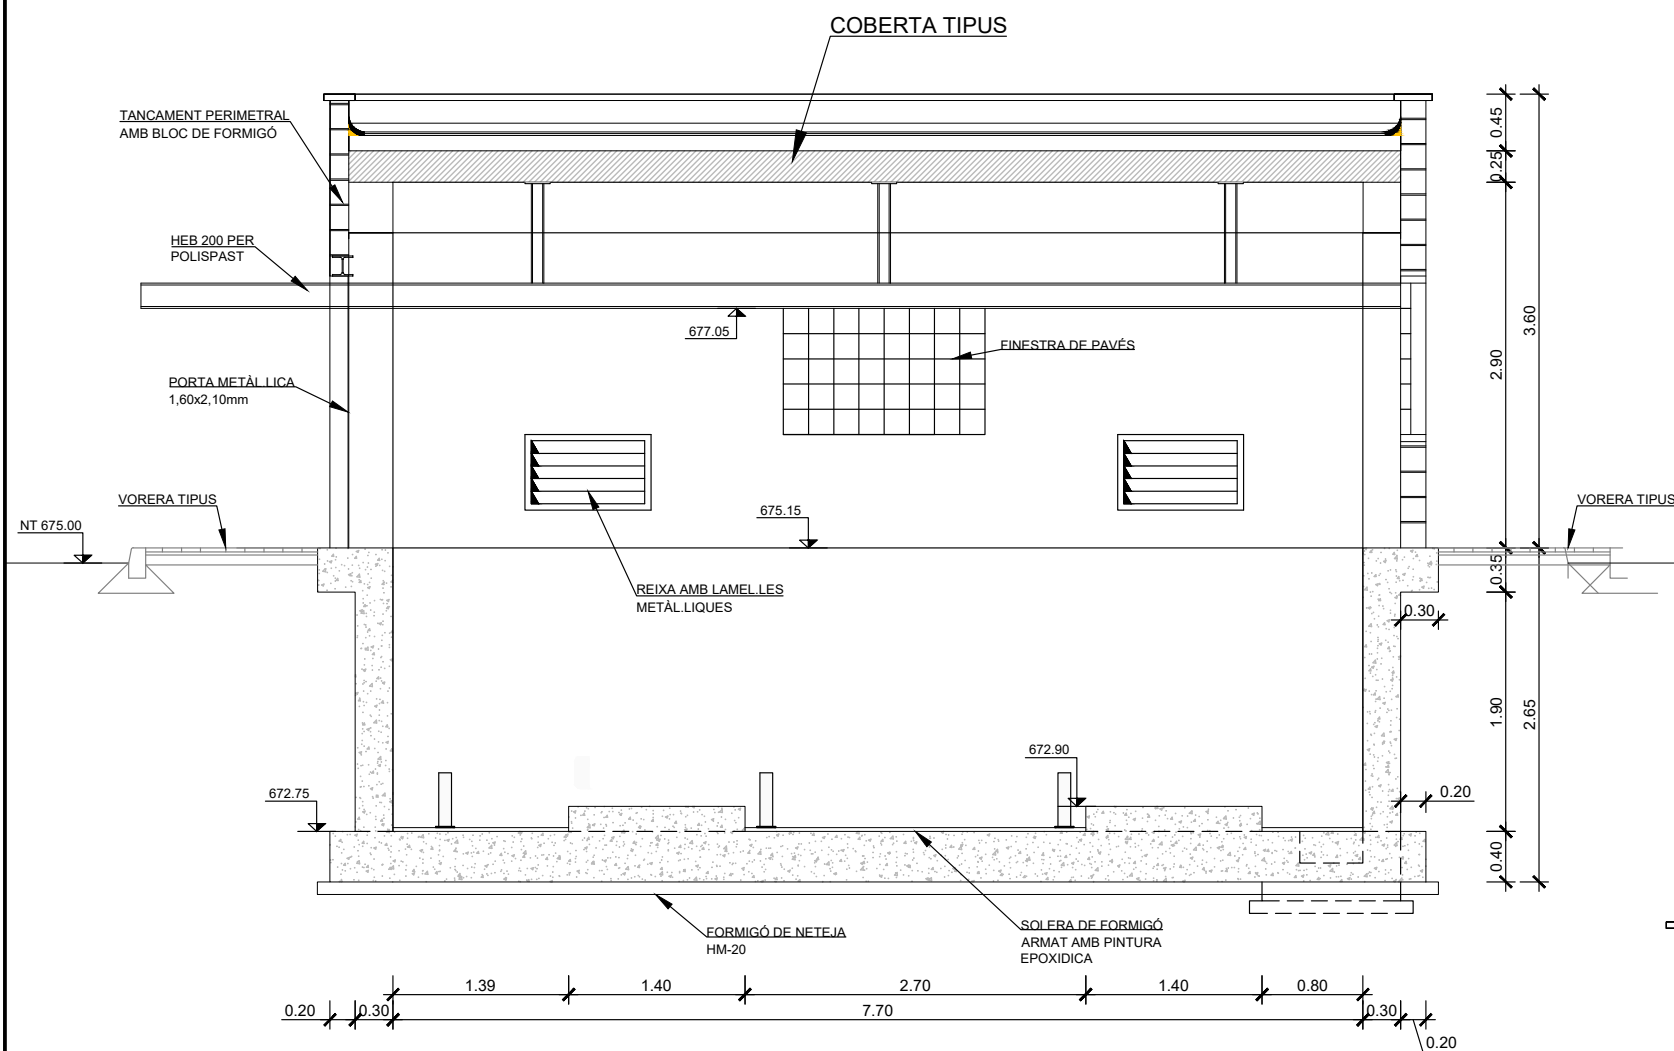 COBERTA TIPUS
TANCAMENT PERIMETRAL
AMB BLOC DE FORMIGÓ
0.45
0.25
HEB 200 PER
POLISPAST
677.05
FINESTRA DE PAVÉS
3.60
2.90
PORTA METÀL.LICA
1,60x2,10mm
VORERA TIPUS
NT 675.00
675.15
VORERA TIPUS
REIXA AMB LAMEL.LES
METÀL.LIQUES
0.35
0.30
1.90
2.65
672.90
672.75
0.20
0.40
FORMIGÓ DE NETEJA
HM-20
SOLERA DE FORMIGÓ
ARMAT AMB PINTURA
EPOXIDICA
1.39 1.40 2.70 1.40 0.80
0.20 0.30 7.70 0.30
0.20